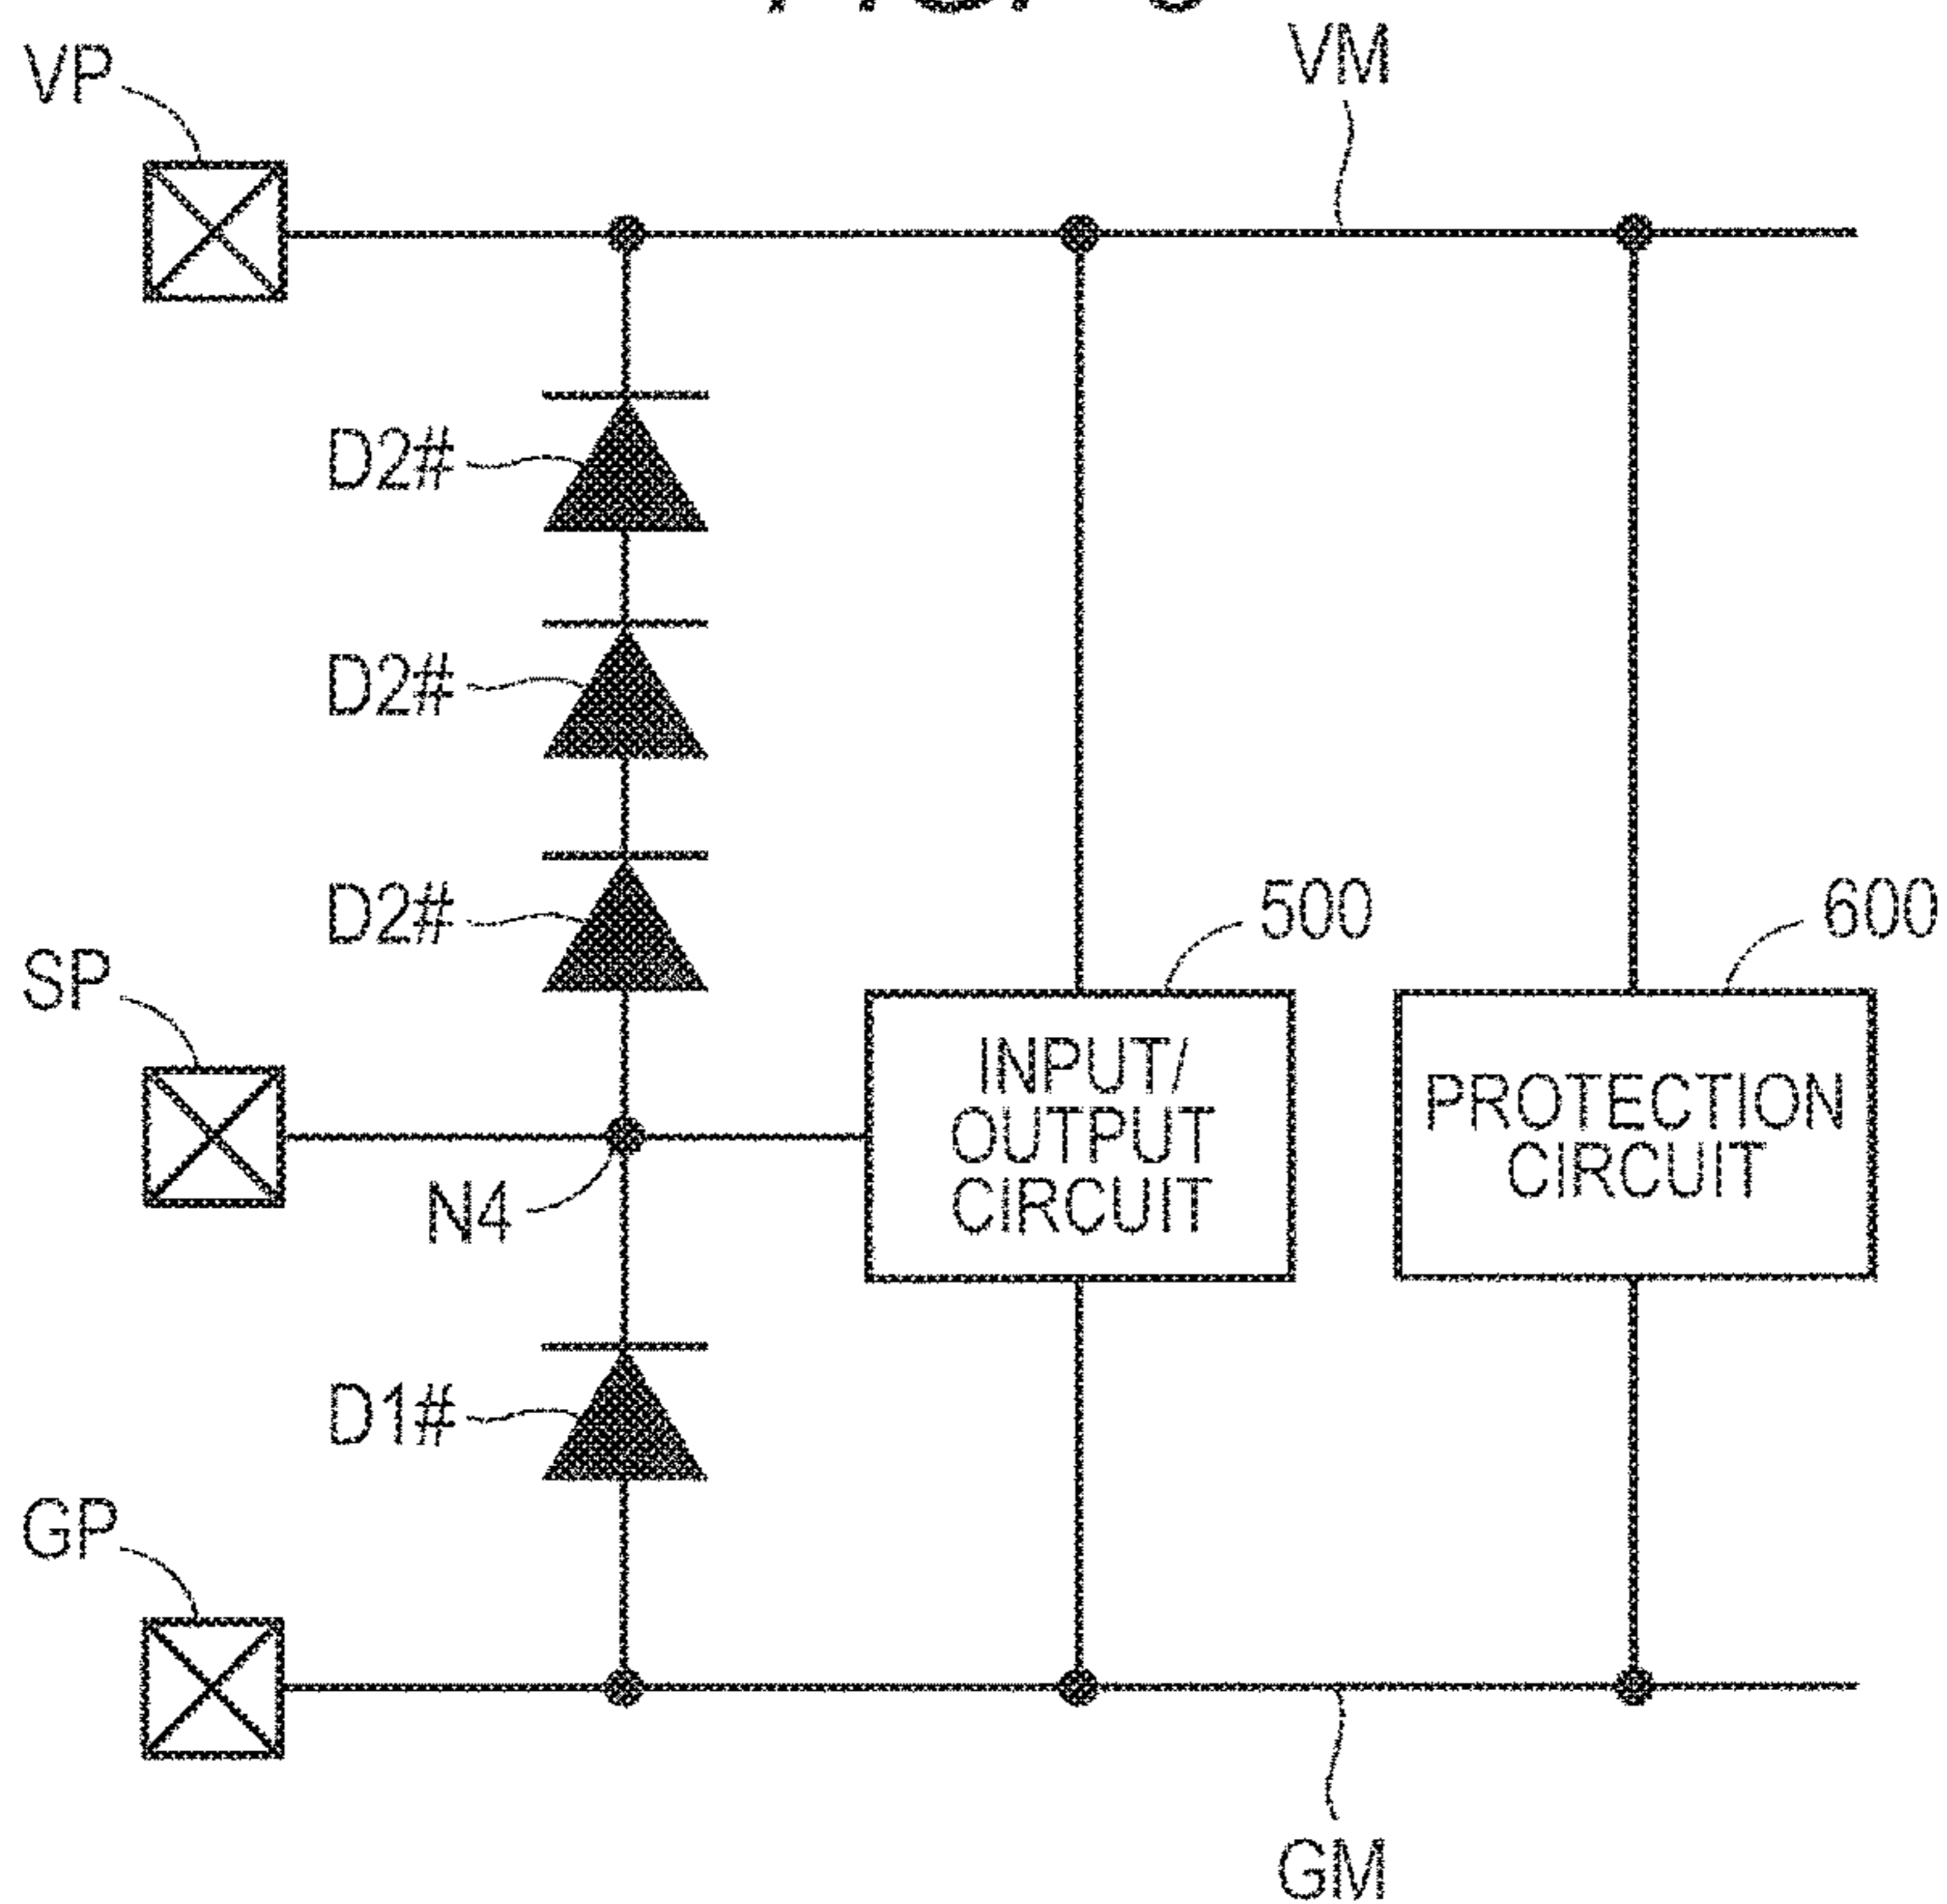 VP
VM
D2#
D2#
D2#
500
600
SP
INPUT/
OUTPUT
CIRCUIT
PROTECTION
CIRCUIT
N4
D1#
GP
GM